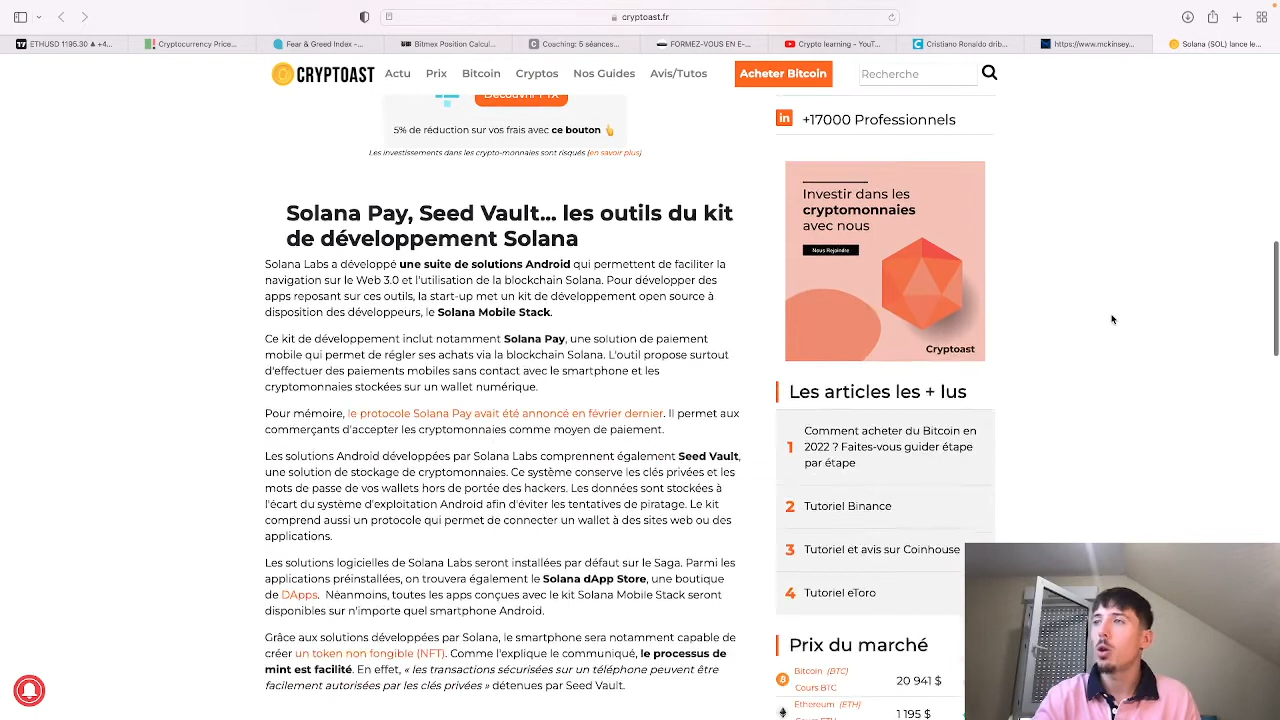 cryptoast.fr
ETHUSD 1195.30 ▲ +4...
Cryptocurrency Price...
Fear & Greed Index -...
Bitmex Position Calcul...
Coaching: 5 séances...
FORMEZ-VOUS EN E-...
Crypto learning - YouT...
Cristiano Ronaldo drib...
https://www.mckinsey...
Solana (SOL) lance le...
CRYPTOAST
Actu
Prix
Bitcoin
Cryptos
Nos Guides
Avis/Tutos
Acheter Bitcoin
Recherche
Découvrir FTX
5% de réduction sur vos frais avec ce bouton 👆
Les investissements dans les crypto-monnaies sont risqués (en savoir plus)
Solana Pay, Seed Vault... les outils du kit
de développement Solana
Solana Labs a développé une suite de solutions Android qui permettent de faciliter la
navigation sur le Web 3.0 et l'utilisation de la blockchain Solana. Pour développer des
apps reposant sur ces outils, la start-up met un kit de développement open source à
disposition des développeurs, le Solana Mobile Stack.
Ce kit de développement inclut notamment Solana Pay, une solution de paiement
mobile qui permet de régler ses achats via la blockchain Solana. L'outil propose surtout
d'effectuer des paiements mobiles sans contact avec le smartphone et les
cryptomonnaies stockées sur un wallet numérique.
Pour mémoire, le protocole Solana Pay avait été annoncé en février dernier. Il permet aux
commerçants d'accepter les cryptomonnaies comme moyen de paiement.
Les solutions Android développées par Solana Labs comprennent également Seed Vault,
une solution de stockage de cryptomonnaies. Ce système conserve les clés privées et les
mots de passe de vos wallets hors de portée des hackers. Les données sont stockées à
l'écart du système d'exploitation Android afin d'éviter les tentatives de piratage. Le kit
comprend aussi un protocole qui permet de connecter un wallet à des sites web ou des
applications.
Les solutions logicielles de Solana Labs seront installées par défaut sur le Saga. Parmi les
applications préinstallées, on trouvera également le Solana dApp Store, une boutique
de DApps. Néanmoins, toutes les apps conçues avec le kit Solana Mobile Stack seront
disponibles sur n'importe quel smartphone Android.
Grâce aux solutions développées par Solana, le smartphone sera notamment capable de
créer un token non fongible (NFT). Comme l'explique le communiqué, le processus de
mint est facilité. En effet, « les transactions sécurisées sur un téléphone peuvent être
facilement autorisées par les clés privées » détenues par Seed Vault.
+17000 Professionnels
Investir dans les
cryptomonnaies
avec nous
Nous Rejoindre
Cryptoast
Les articles les + lus
1
Comment acheter du Bitcoin en
2022 ? Faites-vous guider étape
par étape
2 Tutoriel Binance
3 Tutoriel et avis sur Coinhouse
4 Tutoriel eToro
Prix du marché
Bitcoin (BTC)
Cours BTC
20 941 $
Ethereum (ETH)
Cours ETH
1 195 $